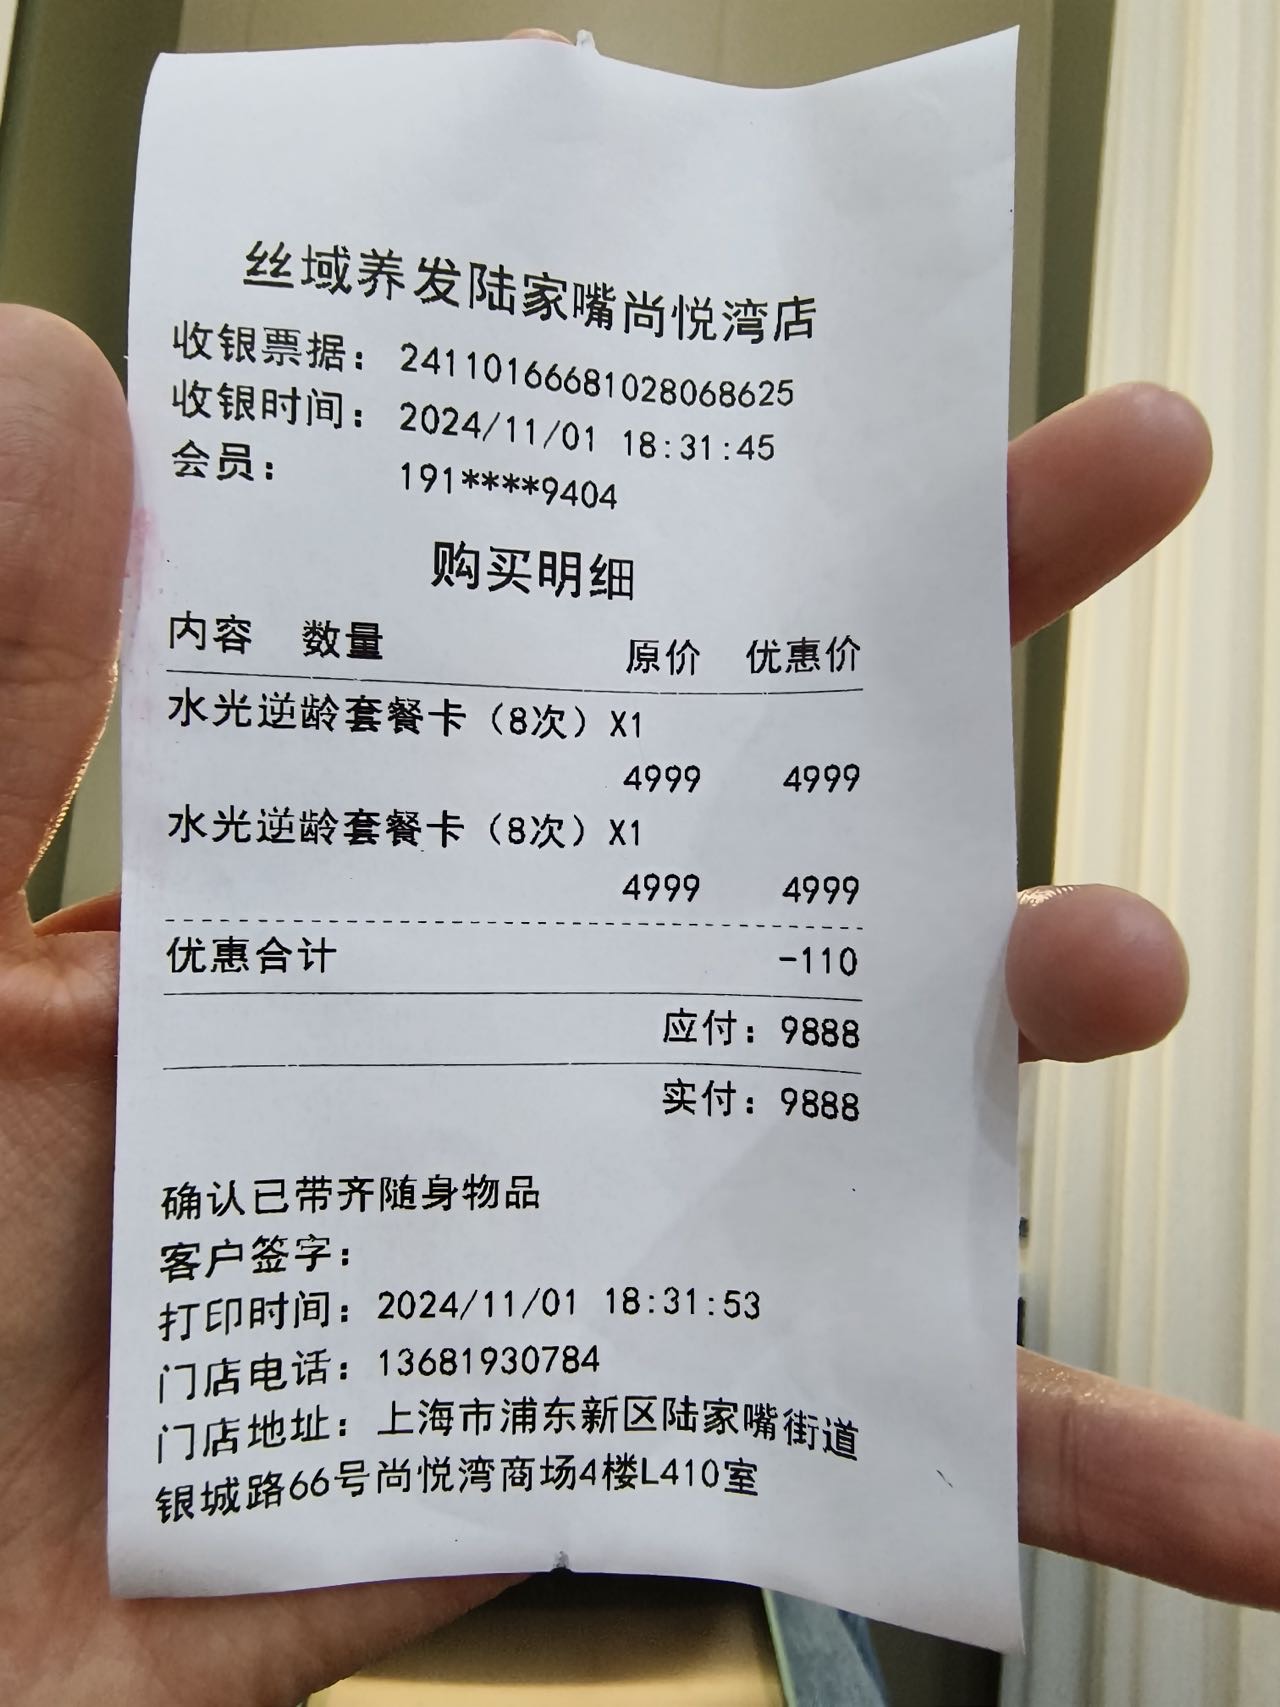 丝域养发陆家嘴尚悦湾店
收银票据： 24110166681028068625
收银时间： 2024/11/01 18:31:45
会员： 191****9404
购买明细
内容 数量 原价 优惠价
水光逆龄套餐卡（8次）X1
4999 4999
水光逆龄套餐卡（8次）X1
4999 4999
优惠合计 -110
应付：9888
实付：9888
确认已带齐随身物品
客户签字：
打印时间：2024/11/01 18:31:53
门店电话：13681930784
门店地址：上海市浦东新区陆家嘴街道
银城路66号尚悦湾商场4楼L410室